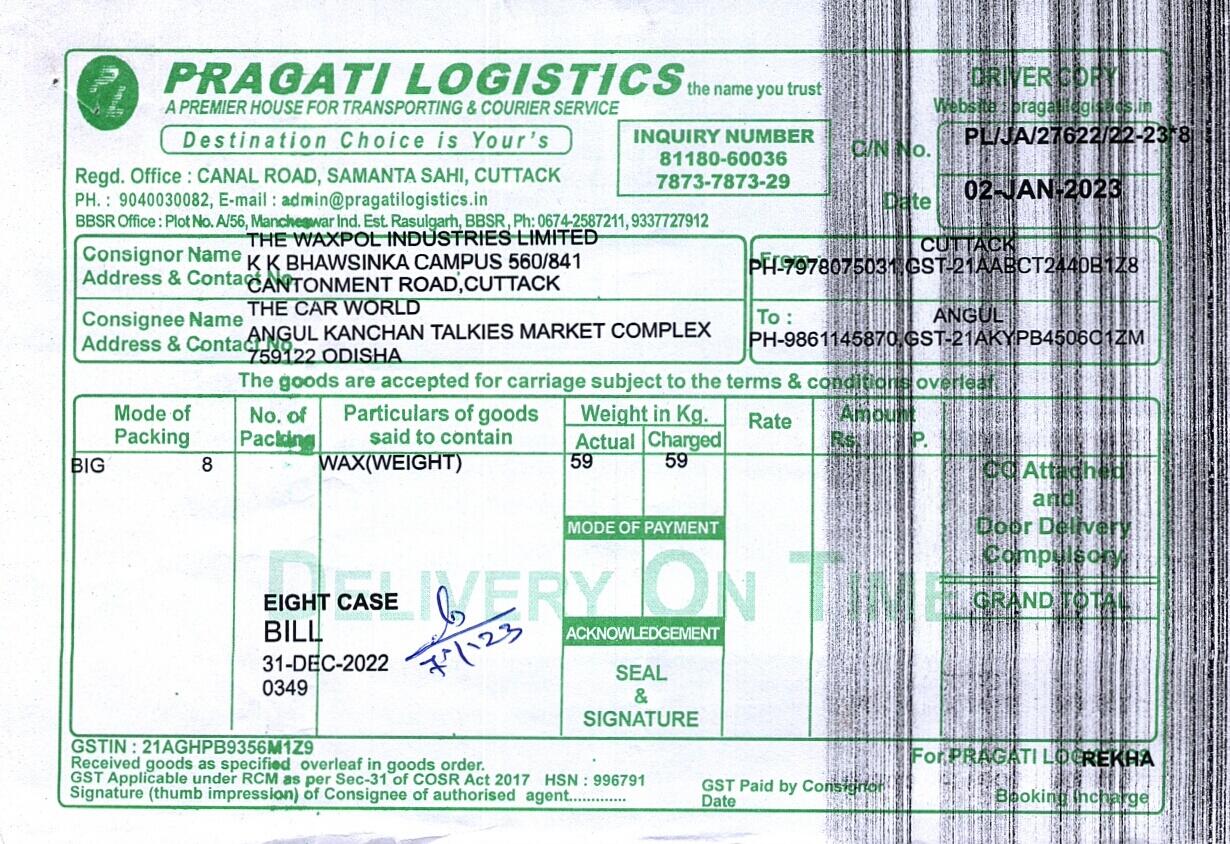 PL
PRAGATI LOGISTICS the name you trust
A PREMIER HOUSE FOR TRANSPORTING & COURIER SERVICE
Destination Choice is Your's
DRIVER COPY
Website : pragatilogistics.in
INQUIRY NUMBER
81180-60036
7873-7873-29
C/N No. PL/JA/27622/22-23*8
Date 02-JAN-2023
Regd. Office : CANAL ROAD, SAMANTA SAHI, CUTTACK
PH. : 9040030082, E-mail : admin@pragatilogistics.in
BBSR Office : Plot No. A/56, Mancheswar Ind. Est. Rasulgarh, BBSR, Ph: 0674-2587211, 9337727912
Consignor Name
Address & Contact No.
THE WAXPOL INDUSTRIES LIMITED
K K BHAWSINKA CAMPUS 560/841
CANTONMENT ROAD,CUTTACK
From : CUTTACK
PH-7978075031,GST-21AABCT2440B1Z8
Consignee Name
Address & Contact No.
THE CAR WORLD
ANGUL KANCHAN TALKIES MARKET COMPLEX
759122 ODISHA
To : ANGUL
PH-9861145870,GST-21AKYPB4506C1ZM
The goods are accepted for carriage subject to the terms & conditions overleaf.
Mode of Packing
No. of Packing
Particulars of goods said to contain
Weight in Kg.
Actual Charged
Rate
Amount
Rs. P.
BIG 8 WAX(WEIGHT) 59 59
CC Attached
and
Door Delivery
Compulsory
MODE OF PAYMENT
DELIVERY ON TIME
GRAND TOTAL
EIGHT CASE
BILL
31-DEC-2022
0349
ACKNOWLEDGEMENT
SEAL
&
SIGNATURE
GSTIN : 21AGHPB9356M1Z9
Received goods as specified overleaf in goods order.
GST Applicable under RCM as per Sec-31 of COSR Act 2017 HSN : 996791
Signature (thumb impression) of Consignee of authorised agent.............
GST Paid by Consignor
Date
For PRAGATI LOG
REKHA
Booking Incharge